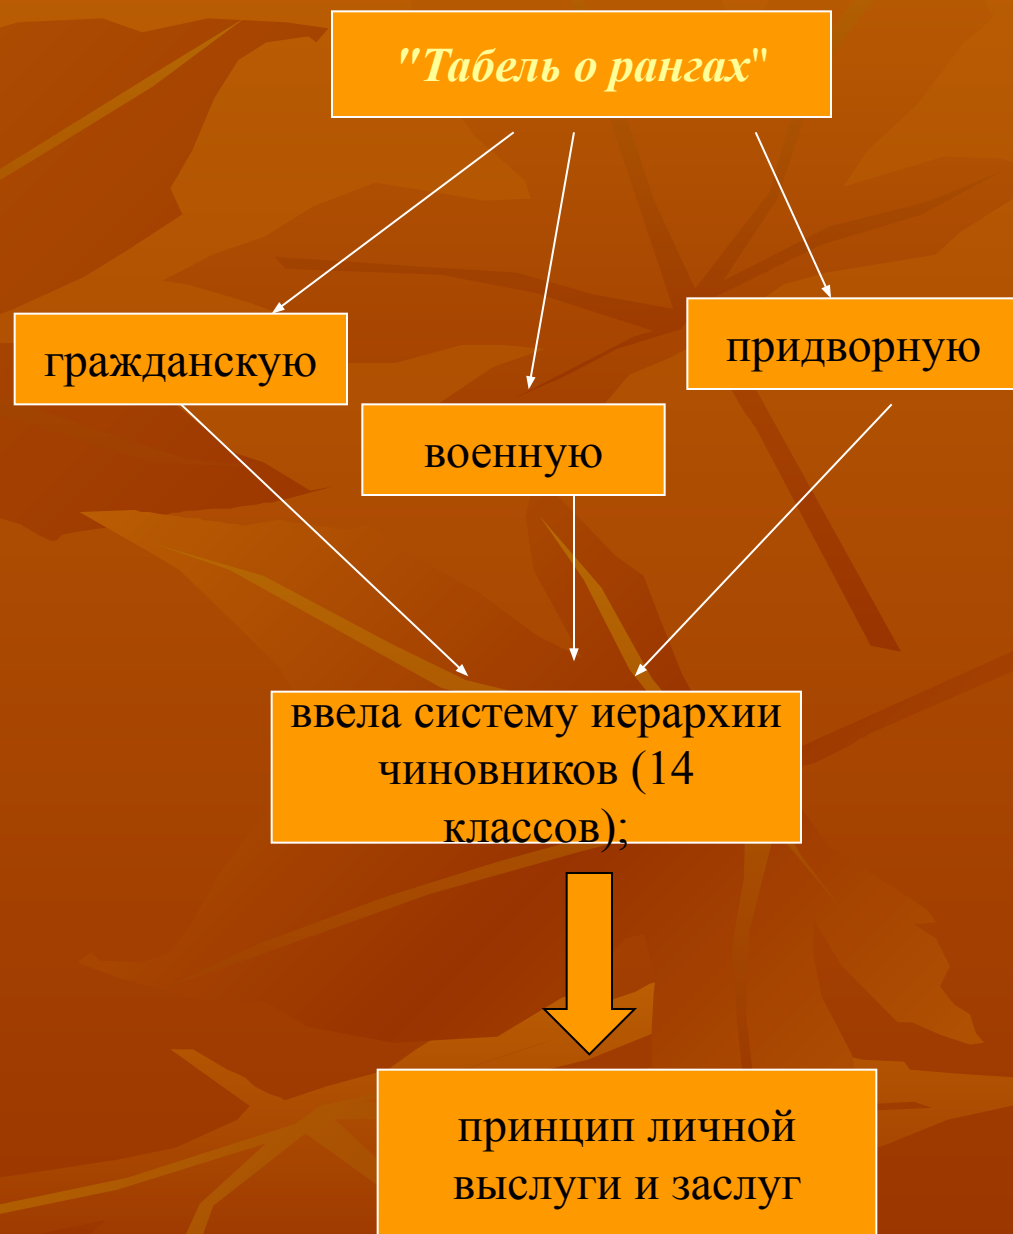 "Табель о рангах"
гражданскую
придворную
военную
ввела систему иерархии
чиновников (14
классов);
принцип личной
выслуги и заслуг